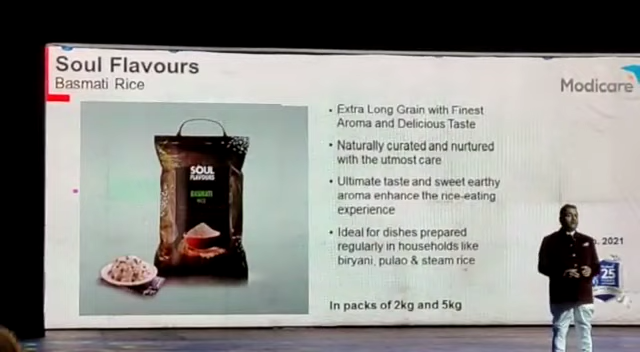 Soul Flavours
Basmati Rice
Modicare
• Extra Long Grain with Finest
Aroma and Delicious Taste
• Naturally curated and nurtured
with the utmost care
• Ultimate taste and sweet earthy
aroma enhance the rice-eating
experience
• Ideal for dishes prepared
regularly in households like
biryani, pulao & steam rice
In packs of 2kg and 5kg
SOUL
FLAVOURS
BASMATI
RICE
2021
25